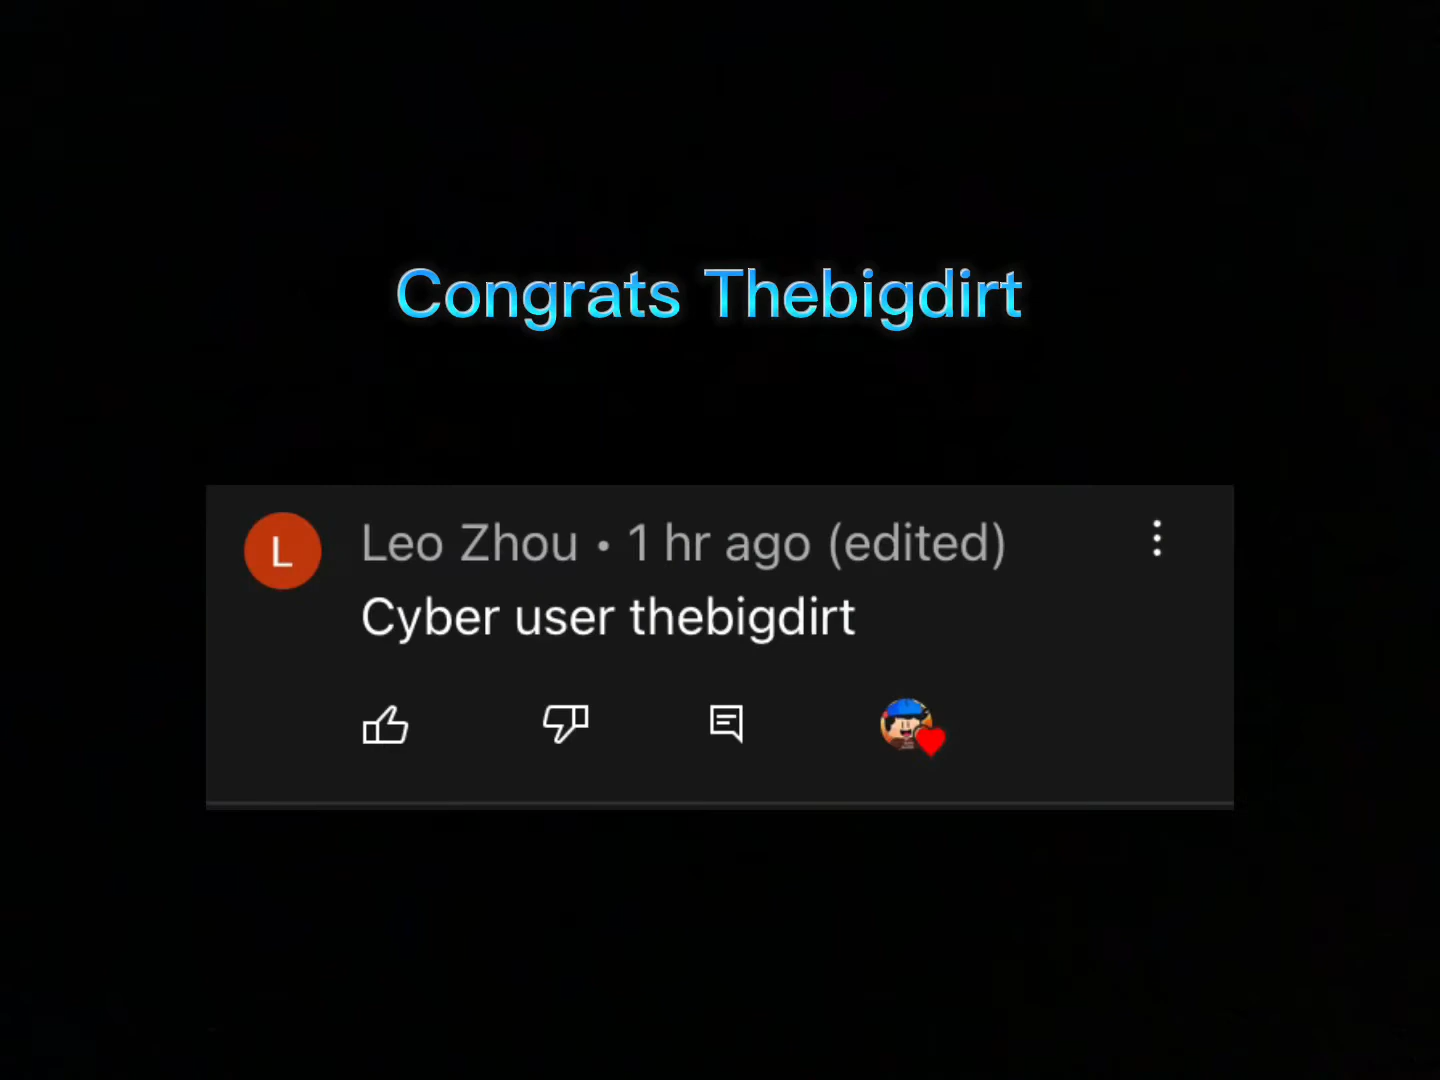 Congrats Thebigdirt
L
Leo Zhou • 1 hr ago (edited)
Cyber user thebigdirt